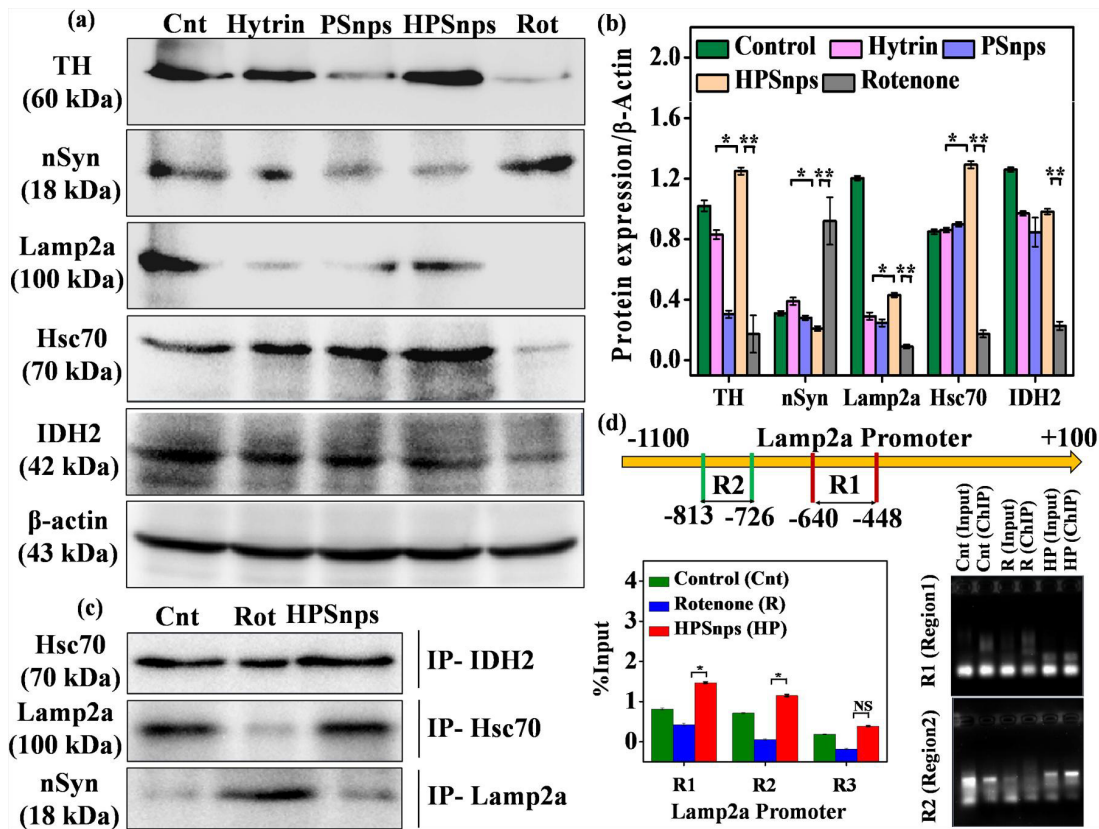 (a)
Cnt Hytrin PSnps HPSnps Rot
TH
(60 kDa)
nSyn
(18 kDa)
Lamp2a
(100 kDa)
Hsc70
(70 kDa)
IDH2
(42 kDa)
β-actin
(43 kDa)
(b)
Control Hytrin PSnps
HPSnps Rotenone
Protein expression/β-Actin
2.0
1.6
1.2
0.8
0.4
0.0
* **
* **
* **
* **
**
TH nSyn Lamp2a Hsc70 IDH2
(c)
Cnt Rot HPSnps
Hsc70
(70 kDa)
IP- IDH2
Lamp2a
(100 kDa)
IP- Hsc70
nSyn
(18 kDa)
IP- Lamp2a
(d)
-1100 Lamp2a Promoter +100
R2 R1
-813 -726 -640 -448
%Input
4
3
2
1
0
Control (Cnt)
Rotenone (R)
HPSnps (HP)
* * NS
R1 R2 R3
Lamp2a Promoter
Cnt (Input)
Cnt (ChIP)
R (Input)
R (ChIP)
HP (Input)
HP (ChIP)
R1 (Region1)
R2 (Region2)